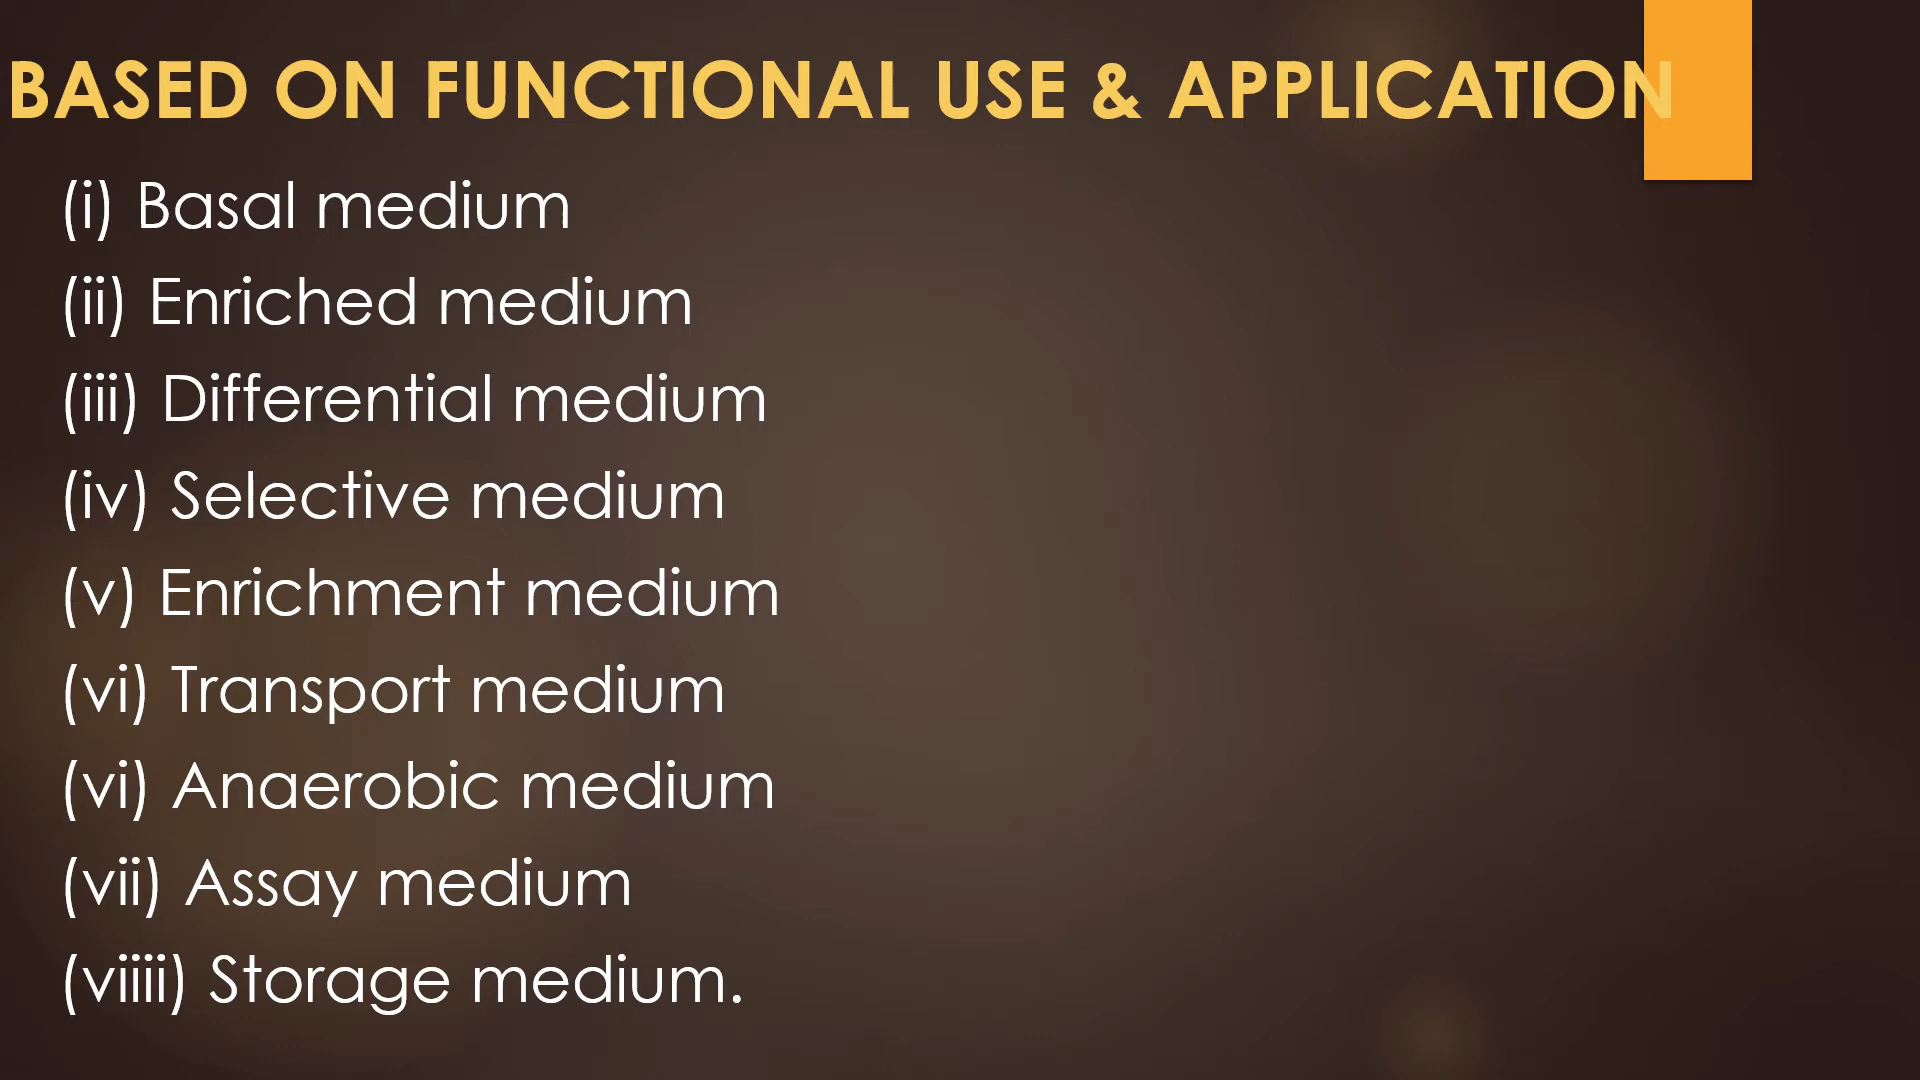 BASED ON FUNCTIONAL USE & APPLICATION
(i) Basal medium
(ii) Enriched medium
(iii) Differential medium
(iv) Selective medium
(v) Enrichment medium
(vi) Transport medium
(vi) Anaerobic medium
(vii) Assay medium
(viiii) Storage medium.